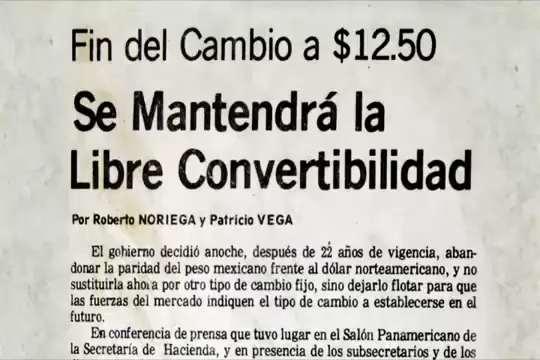 Fin del Cambio a $12.50
Se Mantendrá la
Libre Convertibilidad
Por Roberto NORIEGA y Patricio VEGA
El gobierno decidió anoche, después de 22 años de vigencia, aban-
donar la paridad del peso mexicano frente al dólar norteamericano, y no
sustituirla ahora por otro tipo de cambio fijo, sino dejarlo flotar para que
las fuerzas del mercado indiquen el tipo de cambio a establecerse en el
futuro.
En conferencia de prensa que tuvo lugar en el Salón Panamericano de
la Secretaría de Hacienda, y en presencia de los subsecretarios y de los